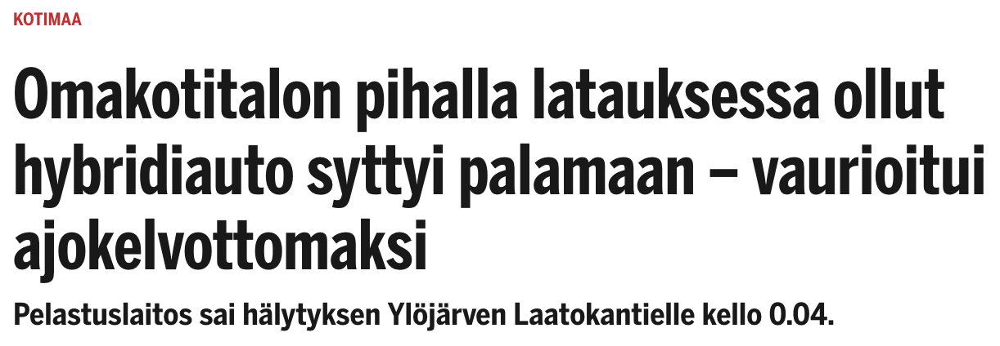 KOTIMAA
Omakotitalon pihalla latauksessa ollut
hybridiauto syttyi palamaan – vaurioitui
ajokelvottomaksi
Pelastuslaitos sai hälytyksen Ylöjärven Laatokantielle kello 0.04.